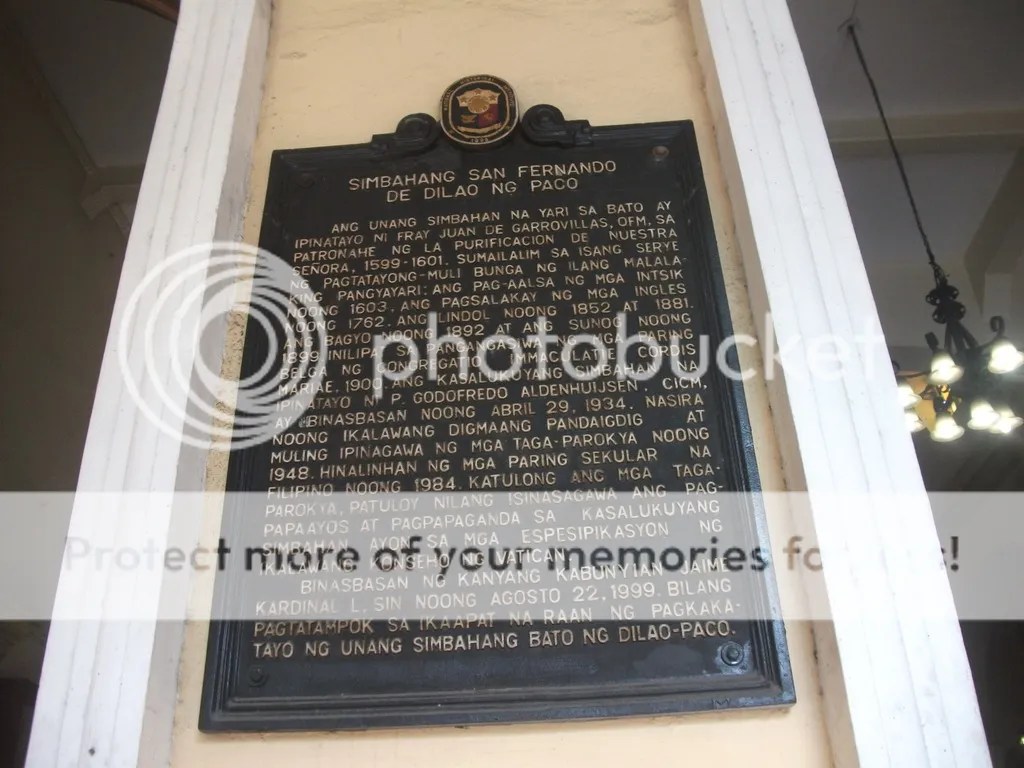 SIMBAHANG SAN FERNANDO
DE DILAO NG PACO
ANG UNANG SIMBAHAN NA YARI SA BATO AY
IPINATAYO NI FRAY JUAN DE GARROVILLAS, OFM. SA
PATRONAHE NG LA PURIFICACION DE NUESTRA
SEÑORA, 1599-1601. SUMAILALIM SA ISANG SERYE
NG PAGTATAYONG-MULI BUNGA NG ILANG MALALA-
KING PANGYAYARI: ANG PAG-AALSA NG MGA INTSIK
NOONG 1603, ANG PAGSALAKAY NG MGA INGLES
NOONG 1762, ANG LINDOL NOONG 1852 AT 1881.
ANG BAGYO NOONG 1892 AT ANG SUNOG NOONG
1899. INILIPAT SA PANGANGASIWA NG MGA PARING
BELGA NG CONGREGATIO IMMACULATI CORDIS
MARIAE, 1900. ANG KASALUKUYANG SIMBAHAN NA
IPINATAYO NI P. GODOFREDO ALDENHUIJSEN CICM,
AY BINASBASAN NOONG ABRIL 29, 1934. NASIRA
NOONG IKALAWANG DIGMAANG PANDAIGDIG AT
MULING IPINAGAWA NG MGA TAGA-PAROKYA NOONG
1948. HINALINHAN NG MGA PARING SEKULAR NA
FILIPINO NOONG 1984. KATULONG ANG MGA TAGA-
PAROKYA, PATULOY NILANG ISINASAGAWA ANG PAG-
PAPAAYOS AT PAGPAPAGANDA SA KASALUKUYANG
SIMBAHAN AYON SA MGA ESPESIPIKASYON NG
IKALAWANG KONSEHO NG VATICAN.
BINASBASAN NG KANYANG KABUNYIAN JAIME
KARDINAL L. SIN NOONG AGOSTO 22, 1999. BILANG
PAGTATAMPOK SA IKAAPAT NA RAAN NG PAGKAKA-
TAYO NG UNANG SIMBAHANG BATO NG DILAO-PACO.
photobucket
Protect more of your memories for less!